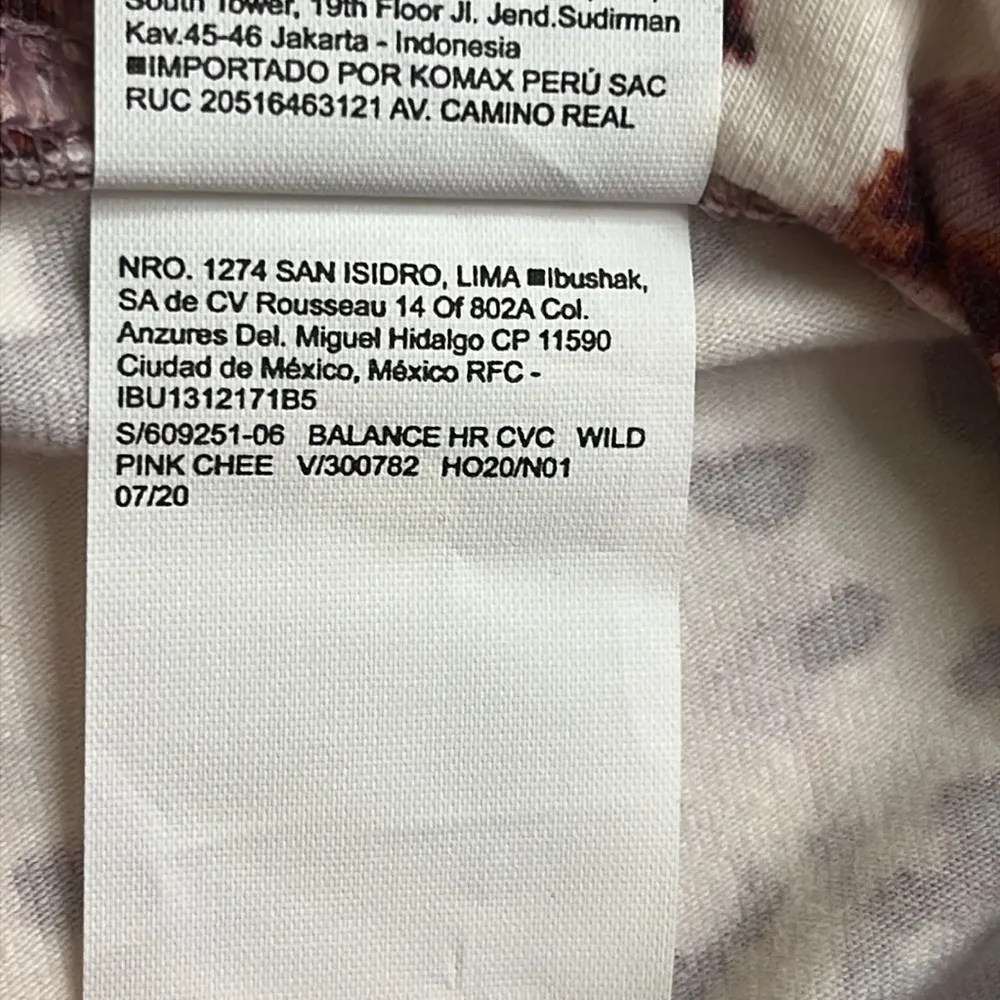 South Tower, 19th Floor Jl. Jend.Sudirman
Kav.45-46 Jakarta - Indonesia
■IMPORTADO POR KOMAX PERÚ SAC
RUC 20516463121 AV. CAMINO REAL
NRO. 1274 SAN ISIDRO, LIMA ■Ibushak,
SA de CV Rousseau 14 Of 802A Col.
Anzures Del. Miguel Hidalgo CP 11590
Ciudad de México, México RFC -
IBU1312171B5
S/609251-06 BALANCE HR CVC WILD
PINK CHEE V/300782 HO20/N01
07/20